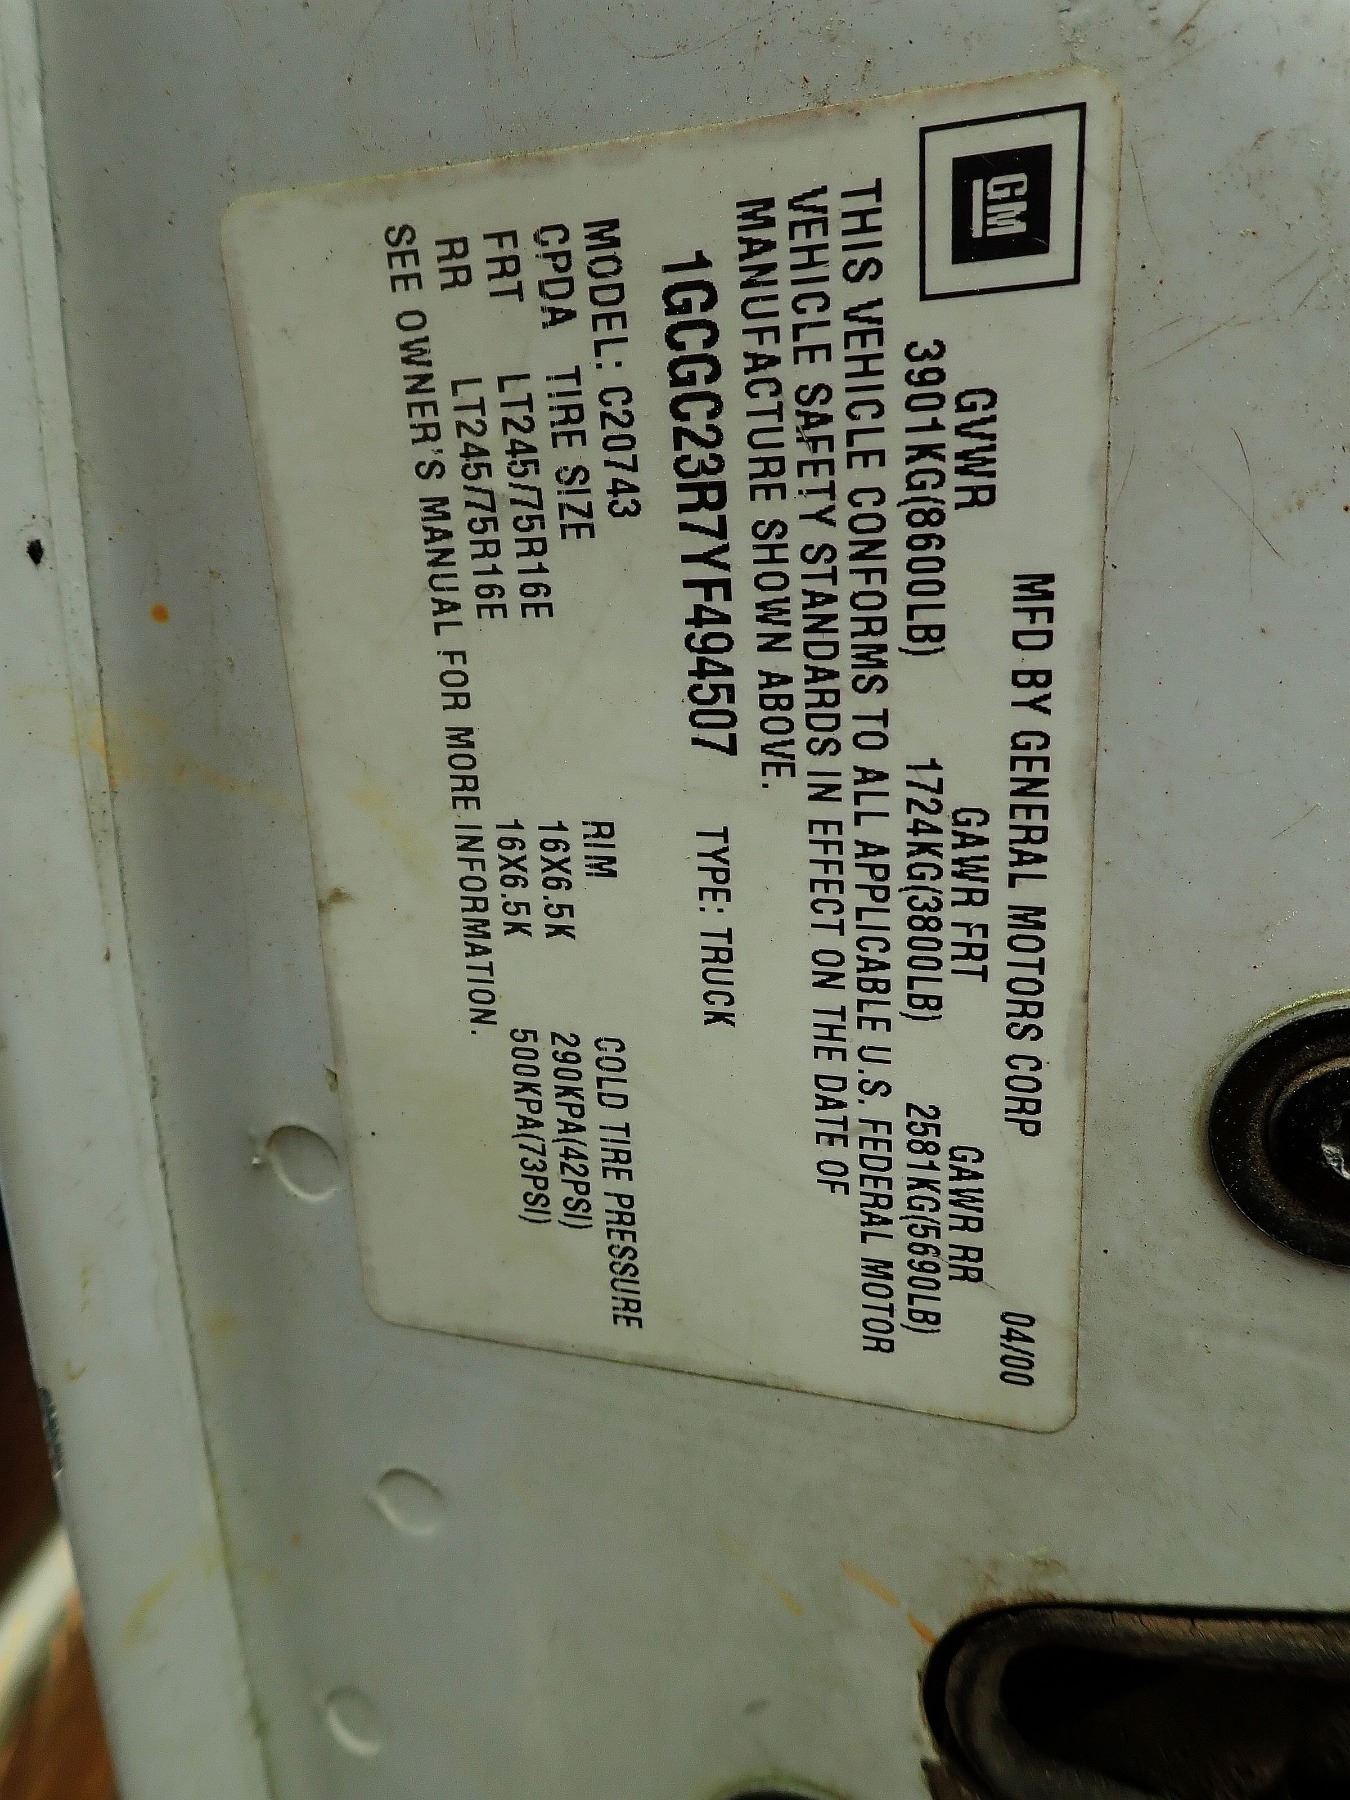 GM
MFD BY GENERAL MOTORS CORP 04/00
GVWR GAWR FRT GAWR RR
3901KG(8600LB) 1724KG(3800LB) 2581KG(5690LB)
THIS VEHICLE CONFORMS TO ALL APPLICABLE U.S. FEDERAL MOTOR
VEHICLE SAFETY STANDARDS IN EFFECT ON THE DATE OF
MANUFACTURE SHOWN ABOVE.
1GCGC23R7YF494507 TYPE: TRUCK
MODEL: C20743
CPDA TIRE SIZE RIM COLD TIRE PRESSURE
FRT LT245/75R16E 16X6.5K 290KPA(42PSI)
RR LT245/75R16E 16X6.5K 500KPA(73PSI)
SEE OWNER'S MANUAL FOR MORE INFORMATION.